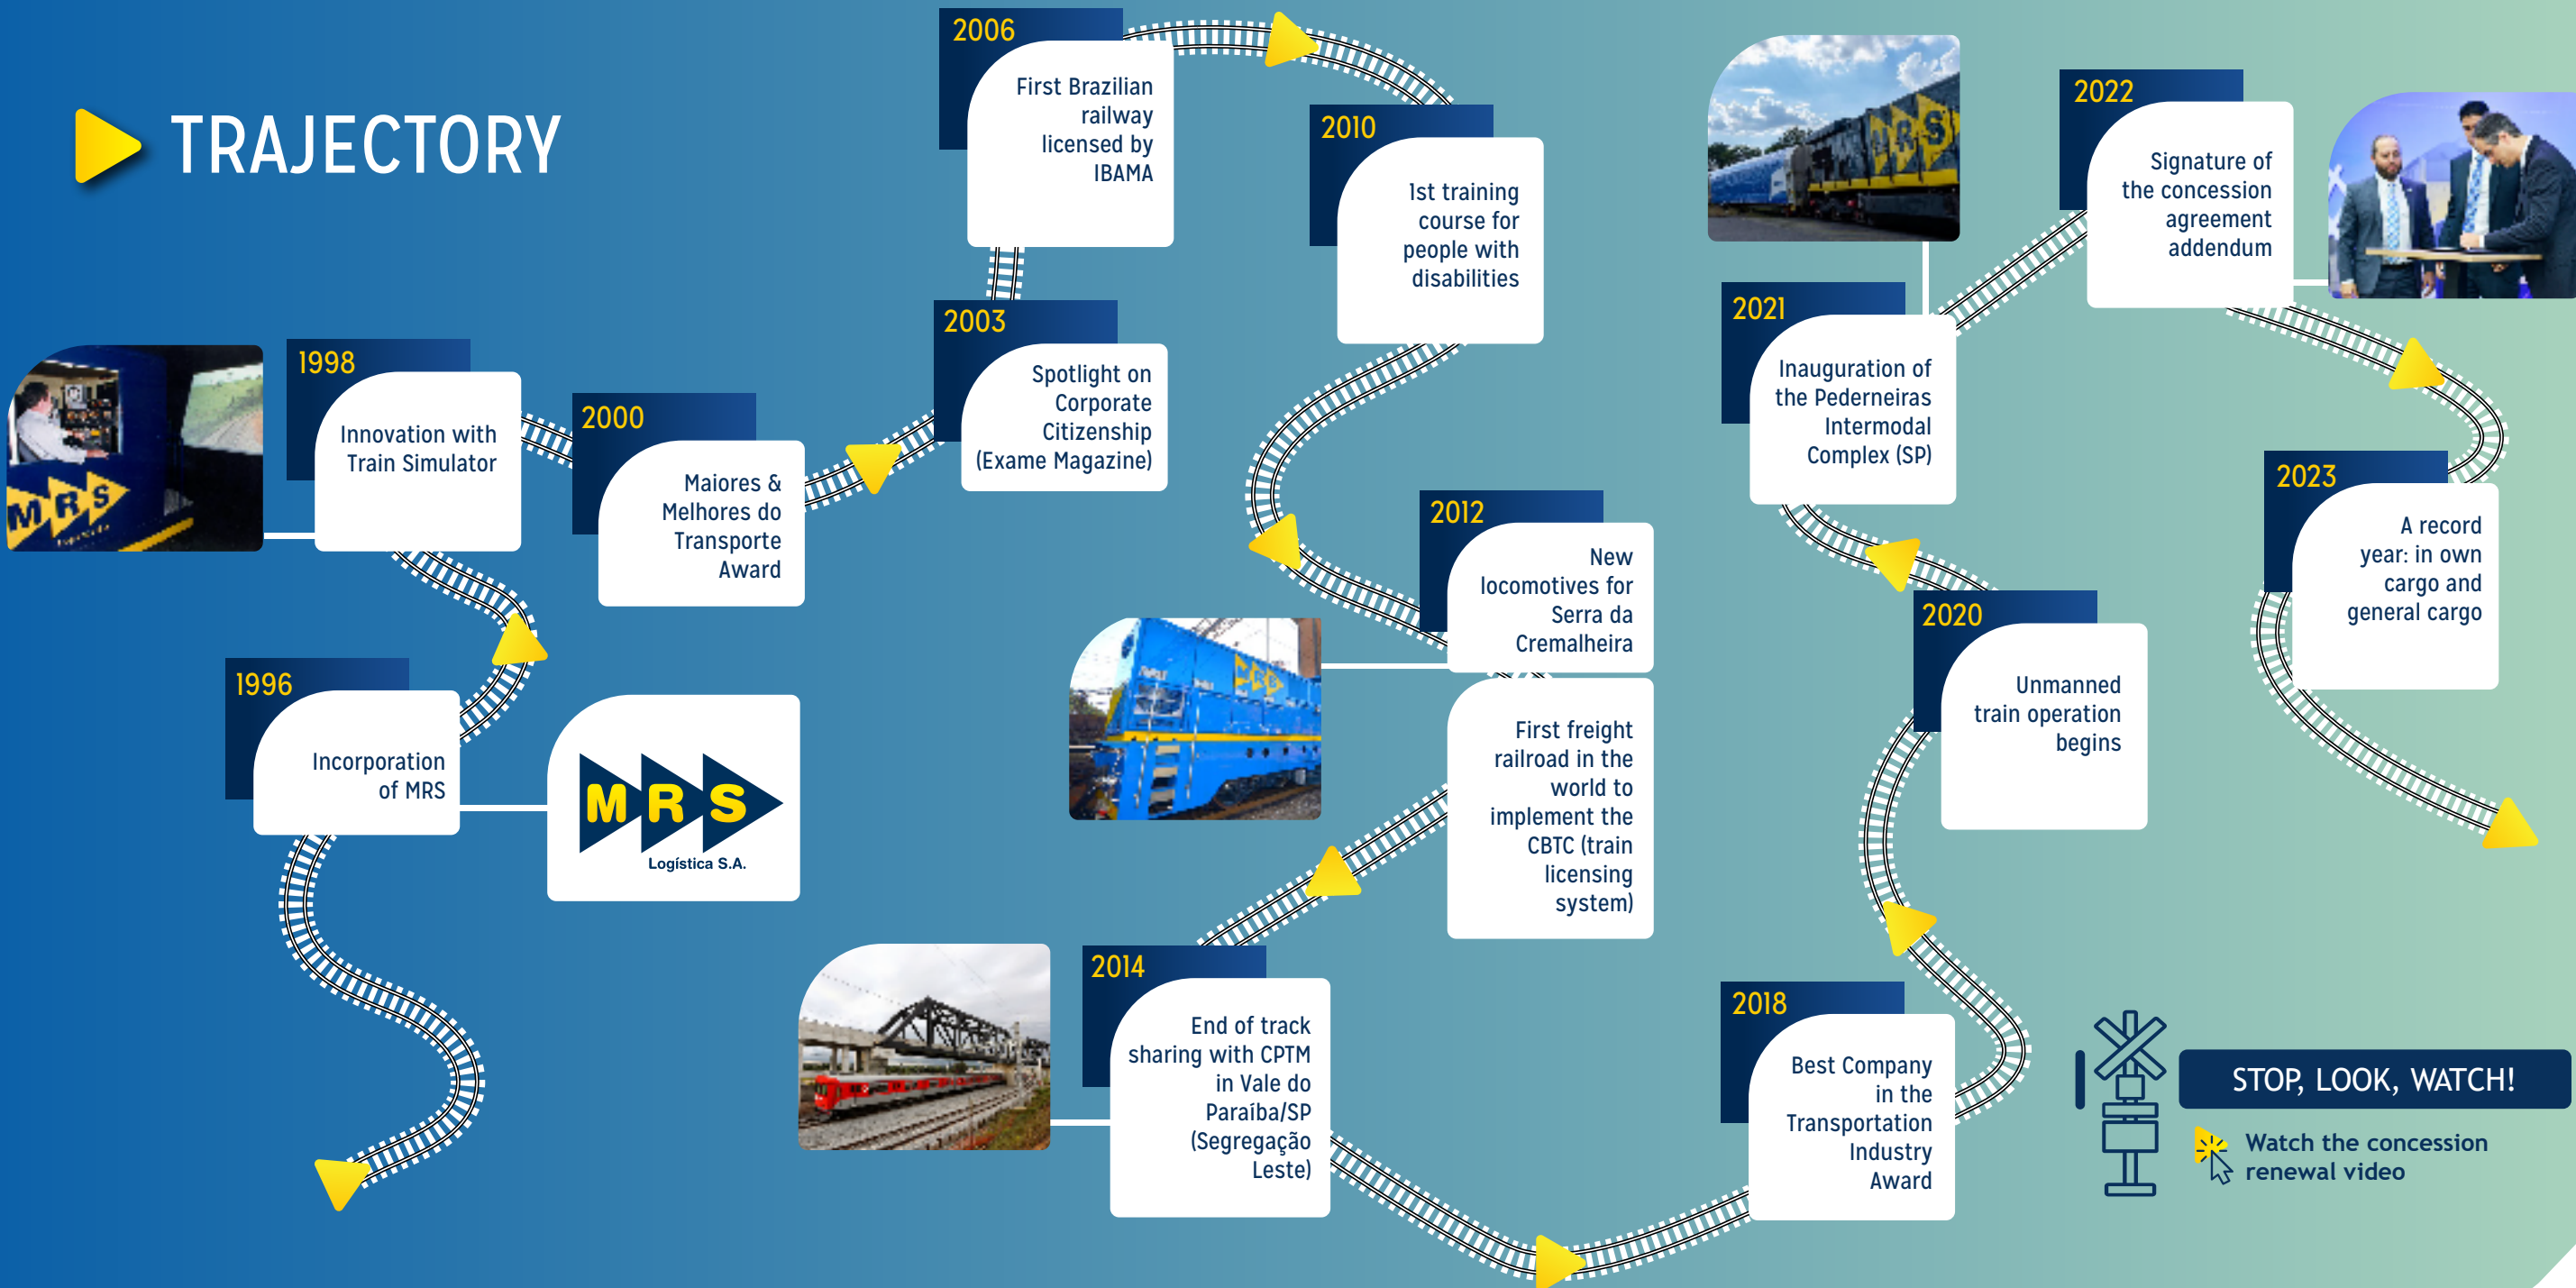 TRAJECTORY
1996
Incorporation
of MRS
M R S
Logística S.A.
1998
Innovation with
Train Simulator
M R S
2000
Maiores &
Melhores do
Transporte
Award
2003
Spotlight on
Corporate
Citizenship
(Exame Magazine)
2006
First Brazilian
railway
licensed by
IBAMA
2010
1st training
course for
people with
disabilities
2012
New
locomotives for
Serra da
Cremalheira
MRS
First freight
railroad in the
world to
implement the
CBTC (train
licensing
system)
2014
End of track
sharing with CPTM
in Vale do
Paraíba/SP
(Segregação
Leste)
2018
Best Company
in the
Transportation
Industry
Award
2020
Unmanned
train operation
begins
2021
Inauguration of
the Pederneiras
Intermodal
Complex (SP)
MRS
2022
Signature of
the concession
agreement
addendum
2023
A record
year: in own
cargo and
general cargo
STOP, LOOK, WATCH!
Watch the concession
renewal video